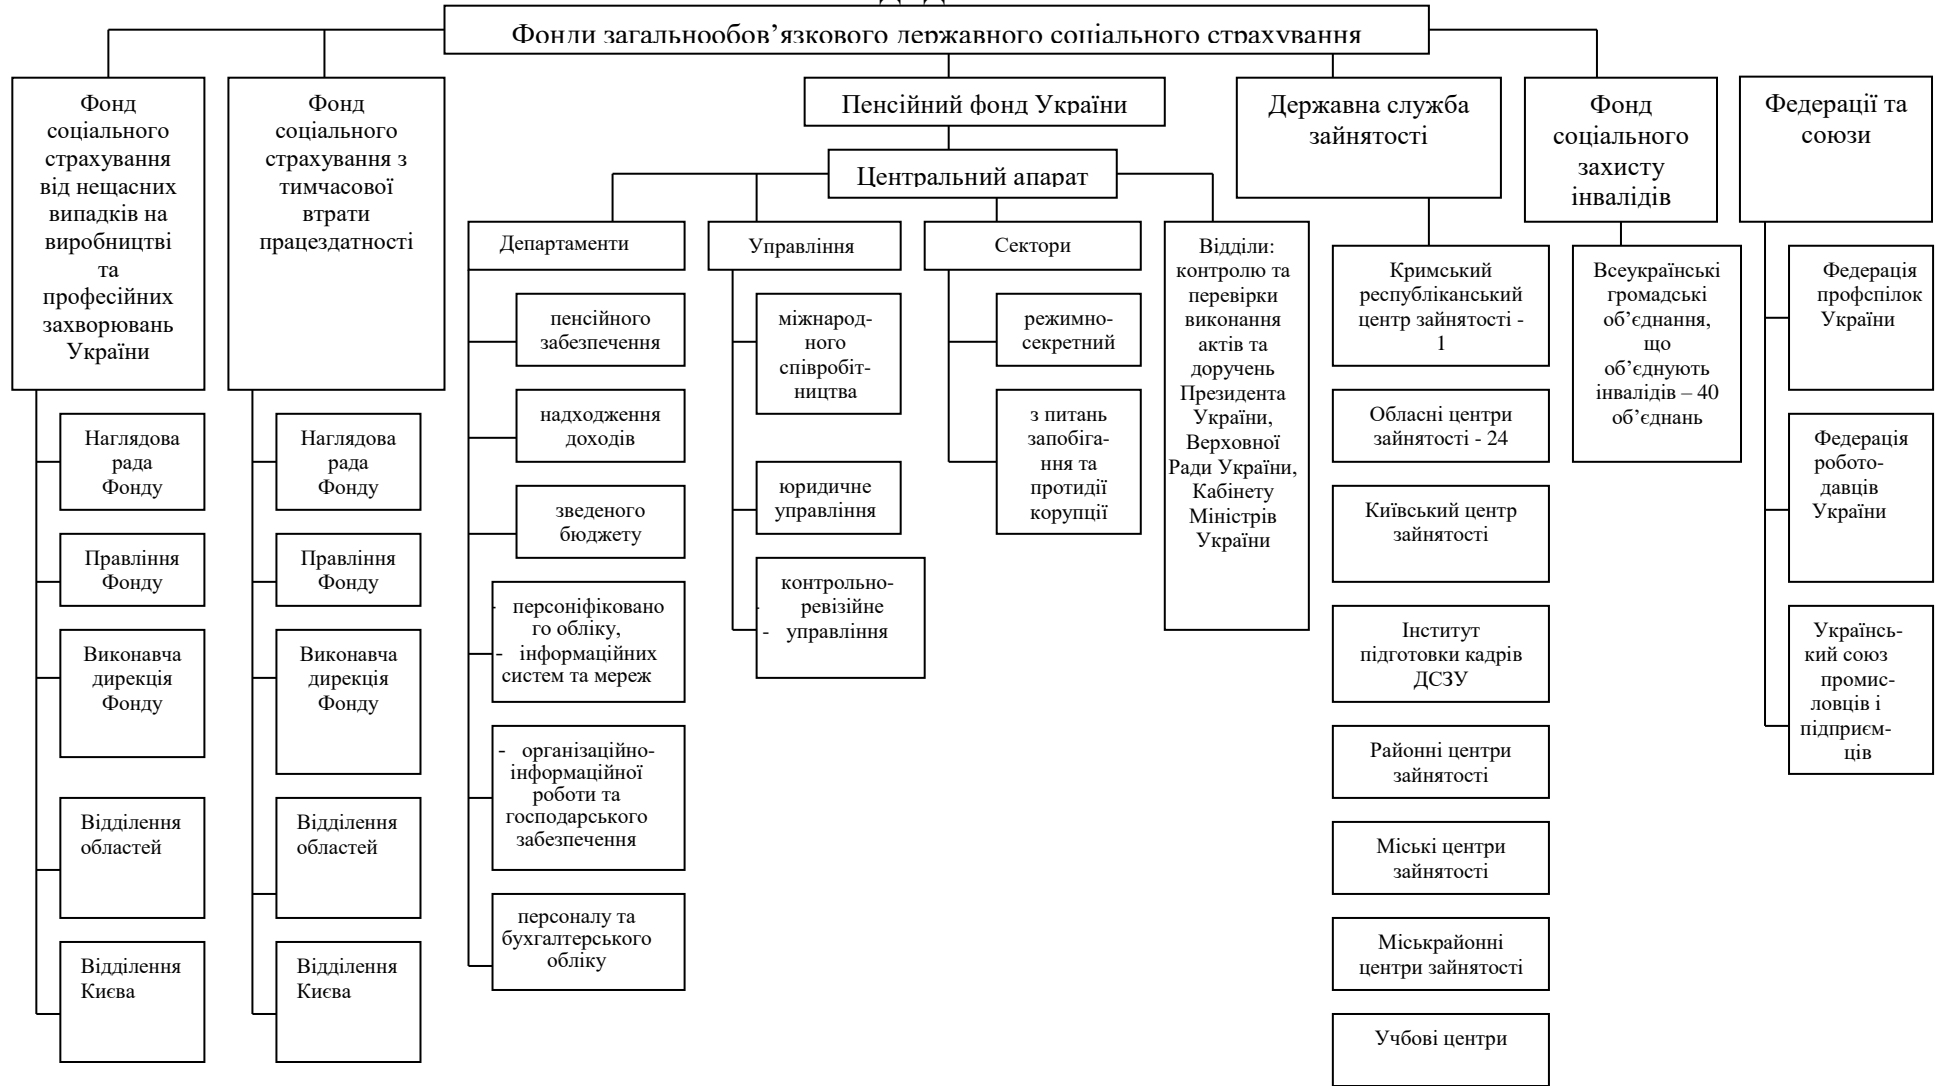 Фонди загальнообов’язкового державного соціального страхування
Фонд
соціального
страхування
від нещасних
випадків на
виробництві
та
професійних
захворювань
України
Наглядова
рада
Фонду
Правління
Фонду
Виконавча
дирекція
Фонду
Відділення
областей
Відділення
Києва
Фонд
соціального
страхування з
тимчасової
втрати
працездатності
Наглядова
рада
Фонду
Правління
Фонду
Виконавча
дирекція
Фонду
Відділення
областей
Відділення
Києва
Пенсійний фонд України
Центральний апарат
Департаменти
пенсійного
забезпечення
надходження
доходів
зведеного
бюджету
- персоніфіковано
го обліку,
- інформаційних
систем та мереж
- організаційно-
інформаційної
роботи та
господарського
забезпечення
персоналу та
бухгалтерського
обліку
Управління
міжнарод-
ного
співробіт-
ництва
юридичне
управління
контрольно-
- ревізійне
- управління
Сектори
режимно-
секретний
з питань
запобіга-
ння та
протидії
корупції
Відділи:
контролю та
перевірки
виконання
актів та
доручень
Президента
України,
Верховної
Ради України,
Кабінету
Міністрів
України
Державна служба
зайнятості
Кримський
республіканський
центр зайнятості -
1
Обласні центри
зайнятості - 24
Київський центр
зайнятості
Інститут
підготовки кадрів
ДСЗУ
Районні центри
зайнятості
Міські центри
зайнятості
Міськрайонні
центри зайнятості
Учбові центри
Фонд
соціального
захисту
інвалідів
Всеукраїнські
громадські
об’єднання,
що
об’єднують
інвалідів – 40
об’єднань
Федерації та
союзи
Федерація
профспілок
України
Федерація
робото-
давців
України
Українсь-
кий союз
промис-
ловців і
підприєм-
ців